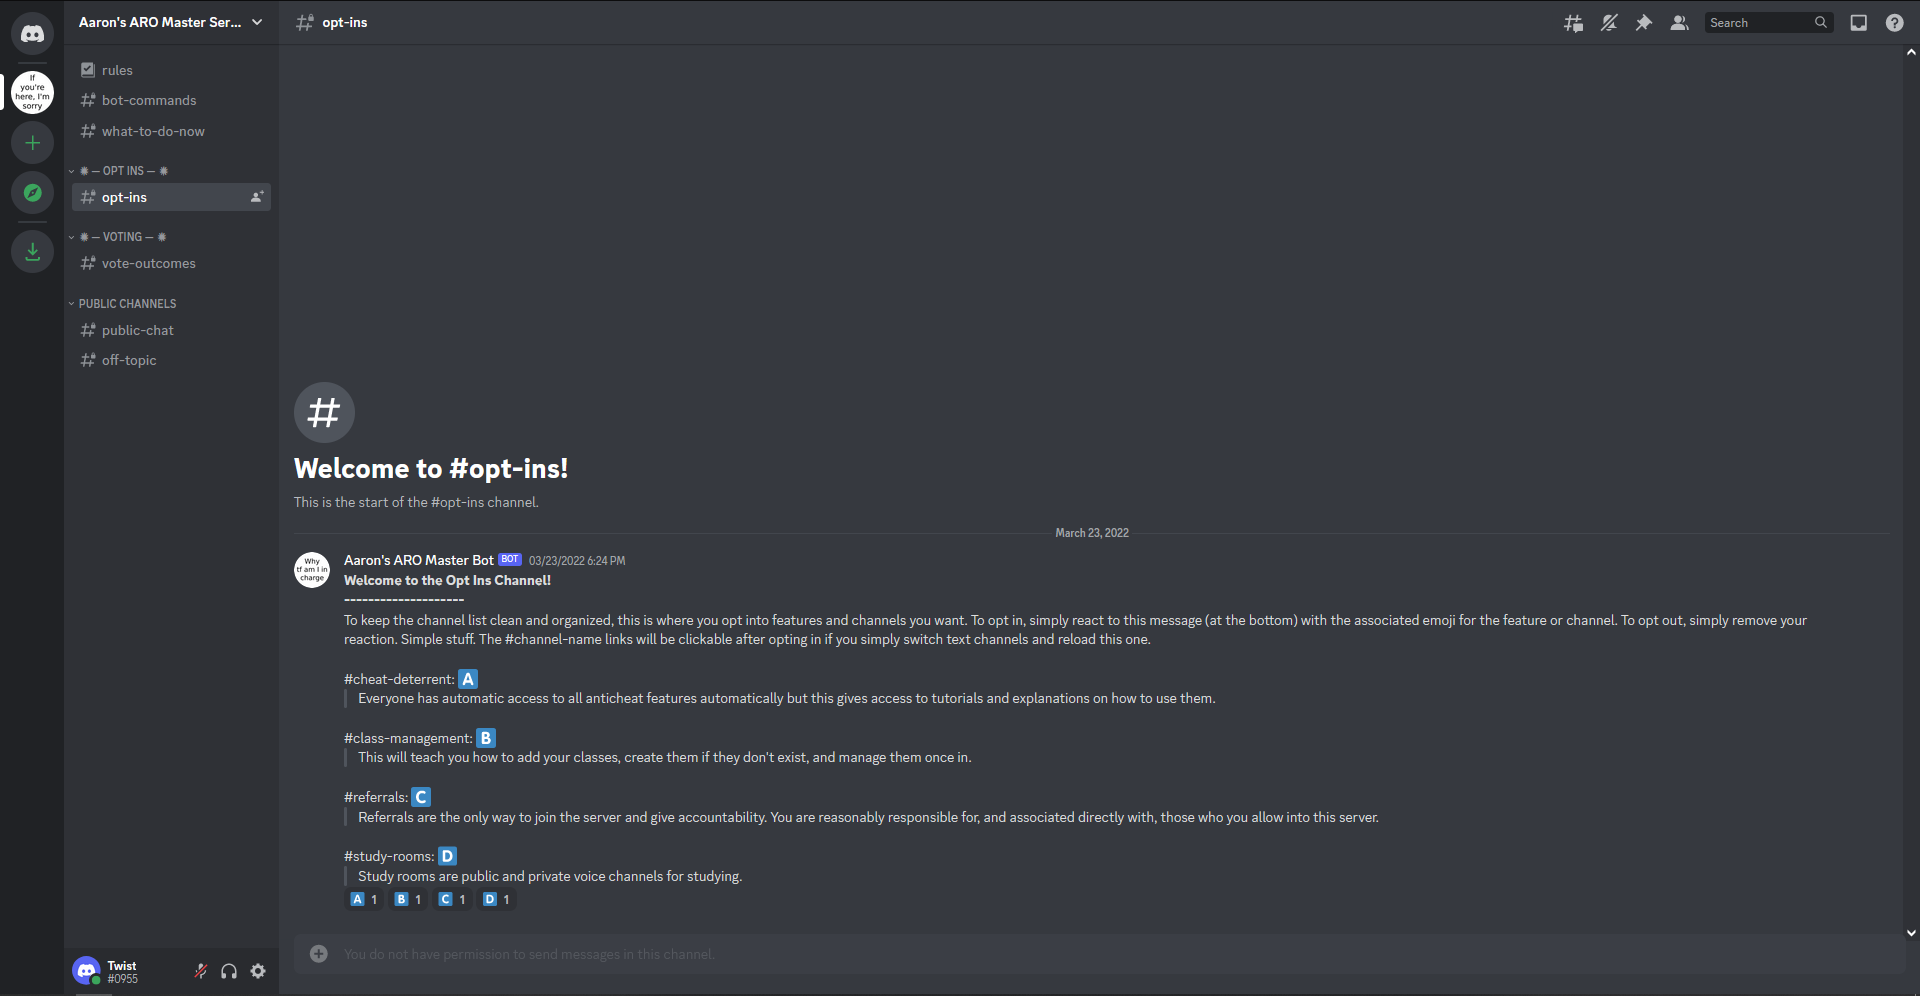 Aaron's ARO Master Ser...
opt-ins
Search
If
you're
here, I'm
sorry
rules
bot-commands
what-to-do-now
✹ — OPT INS — ✹
opt-ins
✹ — VOTING — ✹
vote-outcomes
PUBLIC CHANNELS
public-chat
off-topic
Welcome to #opt-ins!
This is the start of the #opt-ins channel.
March 23, 2022
Why
tf am I in
charge
Aaron's ARO Master Bot BOT 03/23/2022 6:24 PM
Welcome to the Opt Ins Channel!
--------------------
To keep the channel list clean and organized, this is where you opt into features and channels you want. To opt in, simply react to this message (at the bottom) with the associated emoji for the feature or channel. To opt out, simply remove your
reaction. Simple stuff. The #channel-name links will be clickable after opting in if you simply switch text channels and reload this one.
#cheat-deterrent: A
Everyone has automatic access to all anticheat features automatically but this gives access to tutorials and explanations on how to use them.
#class-management: B
This will teach you how to add your classes, create them if they don't exist, and manage them once in.
#referrals: C
Referrals are the only way to join the server and give accountability. You are reasonably responsible for, and associated directly with, those who you allow into this server.
#study-rooms: D
Study rooms are public and private voice channels for studying.
A 1 B 1 C 1 D 1
You do not have permission to send messages in this channel.
Twist
#0955